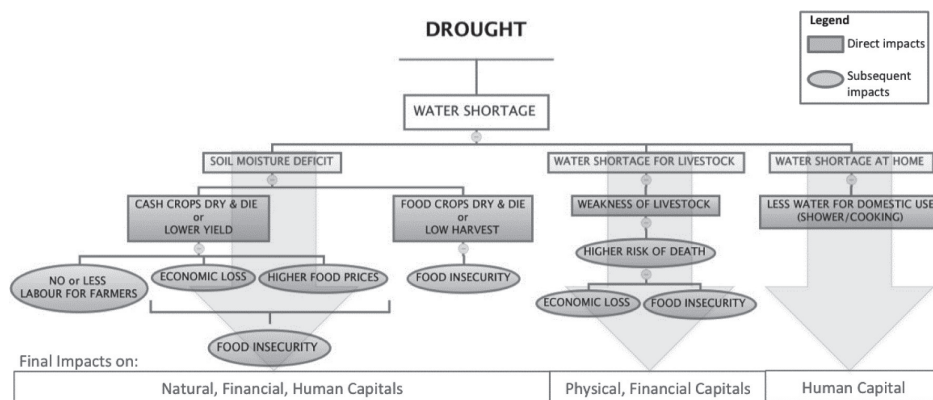 DROUGHT
Legend
Direct impacts
Subsequent
impacts
WATER SHORTAGE
SOIL MOISTURE DEFICIT
WATER SHORTAGE FOR LIVESTOCK
WATER SHORTAGE AT HOME
CASH CROPS DRY & DIE
or
LOWER YIELD
FOOD CROPS DRY & DIE
or
LOW HARVEST
WEAKNESS OF LIVESTOCK
LESS WATER FOR DOMESTIC USE
(SHOWER/COOKING)
HIGHER RISK OF DEATH
NO or LESS
LABOUR FOR FARMERS
ECONOMIC LOSS
HIGHER FOOD PRICES
FOOD INSECURITY
ECONOMIC LOSS
FOOD INSECURITY
FOOD INSECURITY
Final Impacts on:
Natural, Financial, Human Capitals
Physical, Financial Capitals
Human Capital